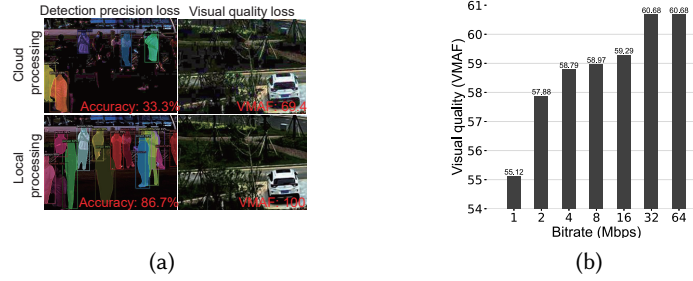 Detection precision loss
Visual quality loss
Cloud
processing
Accuracy: 33.3%
VMAF: 69.4
Local
processing
Accuracy: 86.7%
VMAF: 100
(a)
Visual quality (VMAF)
61
60
59
58
57
56
55
54
55.12
57.88
58.79
58.97
59.29
60.68
60.68
1 2 4 8 16 32 64
Bitrate (Mbps)
(b)